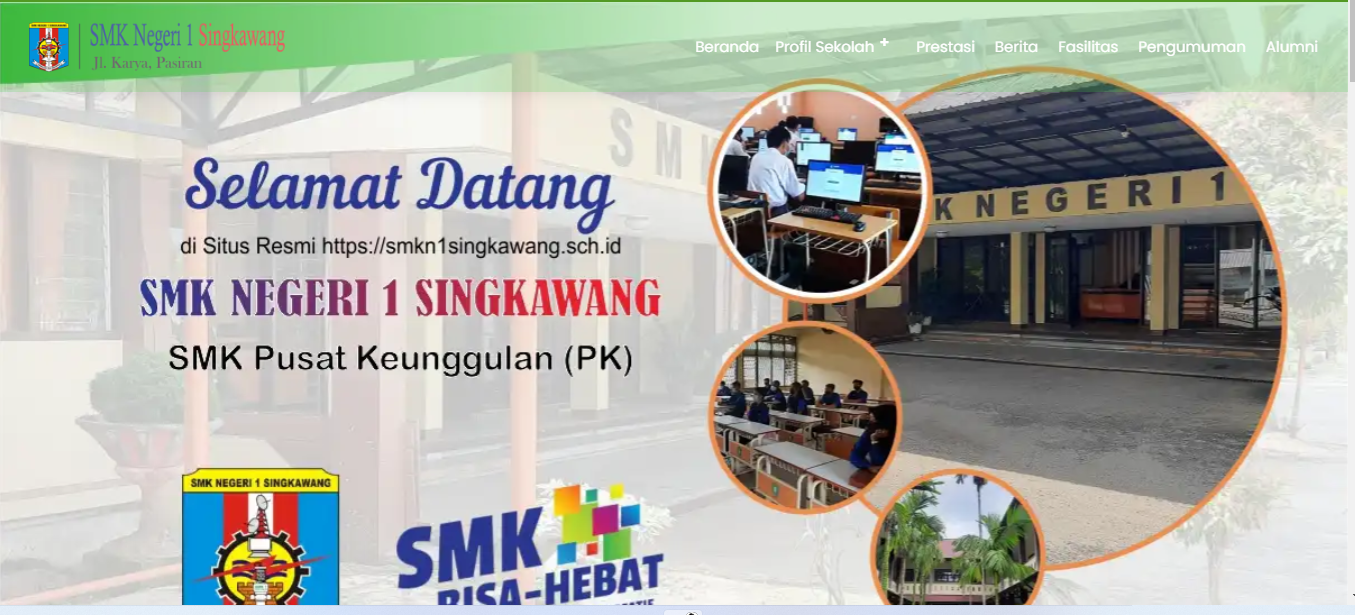 SMK Negeri 1 Singkawang
Jl. Karya, Pasiran
Beranda Profil Sekolah + Prestasi Berita Fasilitas Pengumuman Alumni
SMK
Selamat Datang
di Situs Resmi https://smkn1singkawang.sch.id
SMK NEGERI 1 SINGKAWANG
SMK Pusat Keunggulan (PK)
K NEGERI 1
SMK NEGERI 1 SINGKAWANG
SMK
BISA-HEBAT